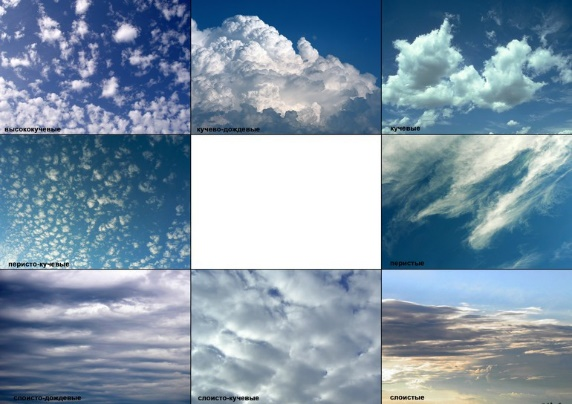 высококучевые
кучево-дождевые
кучевые
перисто-кучевые
перистые
слоисто-дождевые
слоисто-кучевые
слоистые